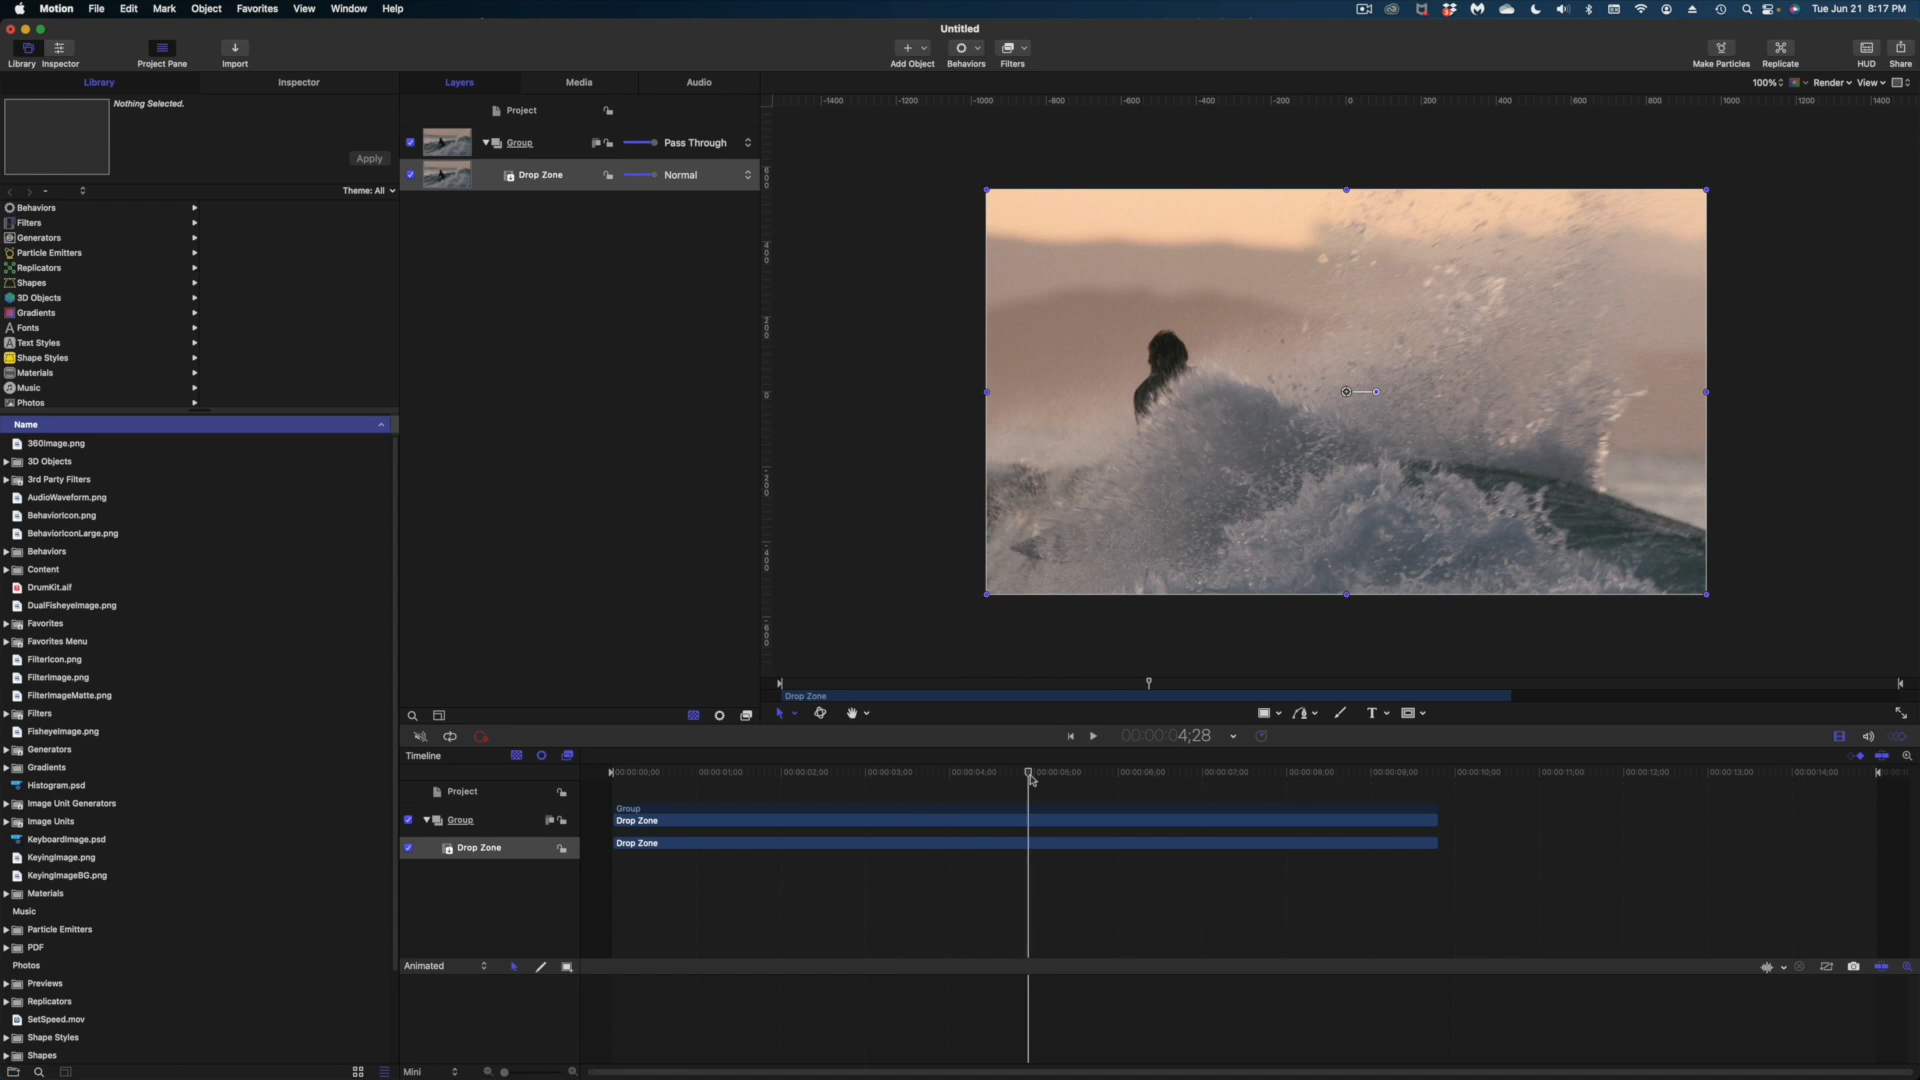 Motion File Edit Mark Object Favorites View Window Help
Tue Jun 21 8:17 PM
Untitled
Library Inspector Project Pane Import
Add Object Behaviors Filters
Make Particles Replicate HUD Share
Library Inspector
Layers Media Audio
100% Render View
Nothing Selected.
Apply
Theme: All
Project
Group Pass Through
Drop Zone Normal
-1400 -1200 -1000 -800 -600 -400 -200 0 200 400 600 800 1000 1200 1400
600
400
200
0
-200
-400
-600
Behaviors
Filters
Generators
Particle Emitters
Replicators
Shapes
3D Objects
Gradients
Fonts
Text Styles
Shape Styles
Materials
Music
Photos
Name
360Image.png
3D Objects
3rd Party Filters
AudioWaveform.png
BehaviorIcon.png
BehaviorIconLarge.png
Behaviors
Content
DrumKit.aif
DualFisheyeImage.png
Favorites
Favorites Menu
FilterIcon.png
FilterImage.png
FilterImageMatte.png
Filters
FisheyeImage.png
Generators
Gradients
Histogram.psd
Image Unit Generators
Image Units
KeyboardImage.psd
KeyingImage.png
KeyingImageBG.png
Materials
Music
Particle Emitters
PDF
Photos
Previews
Replicators
SetSpeed.mov
Shape Styles
Shapes
Drop Zone
T
00:00:04;28
Timeline
00:00:00;00 00:00:01;00 00:00:02;00 00:00:03;00 00:00:04;00 00:00:05;00 00:00:06;00 00:00:07;00 00:00:08;00 00:00:09;00 00:00:10;00 00:00:11;00 00:00:12;00 00:00:13;00 00:00:14;00
Project
Group
Drop Zone
Group
Drop Zone
Drop Zone
Animated
Mini